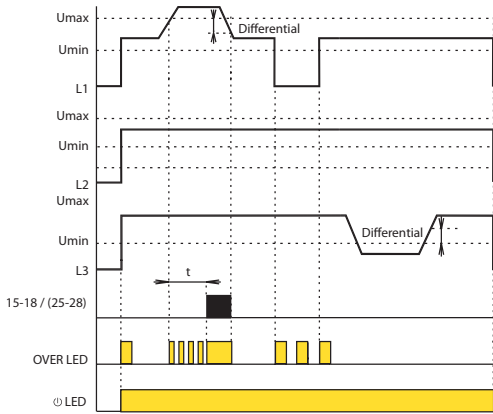 Umax
Differential
Umin
L1
Umax
Umin
L2
Umax
Differential
Umin
L3
t
15-18 / (25-28)
OVER LED
⏻ LED